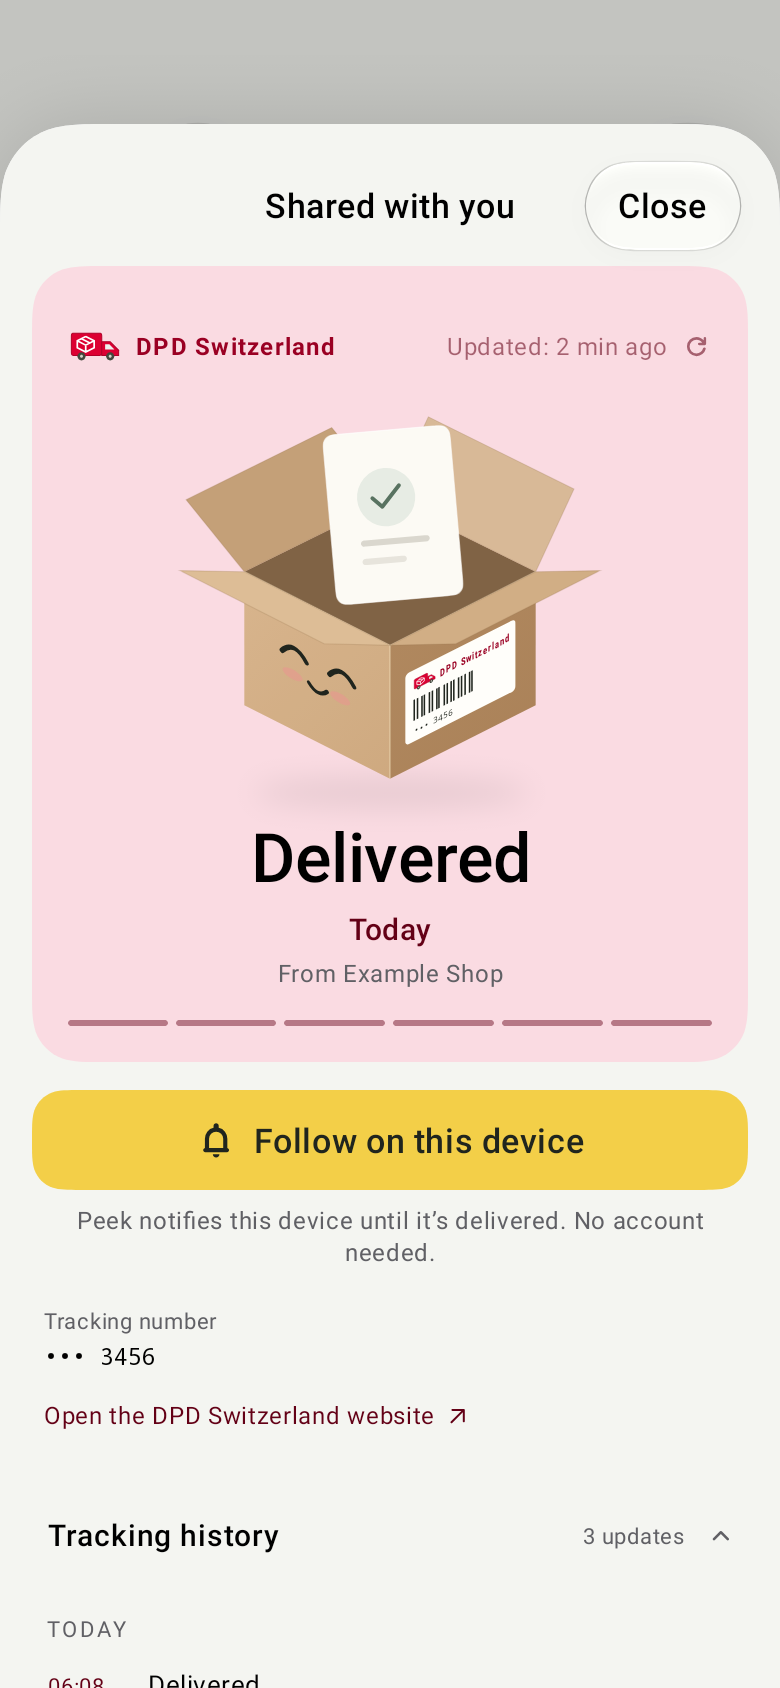 Shared with you
Close
DPD Switzerland
Updated: 2 min ago
DPD Switzerland
••• 3456
Delivered
Today
From Example Shop
Follow on this device
Peek notifies this device until it’s delivered. No account
needed.
Tracking number
••• 3456
Open the DPD Switzerland website
Tracking history
3 updates
TODAY
06:08
Delivered